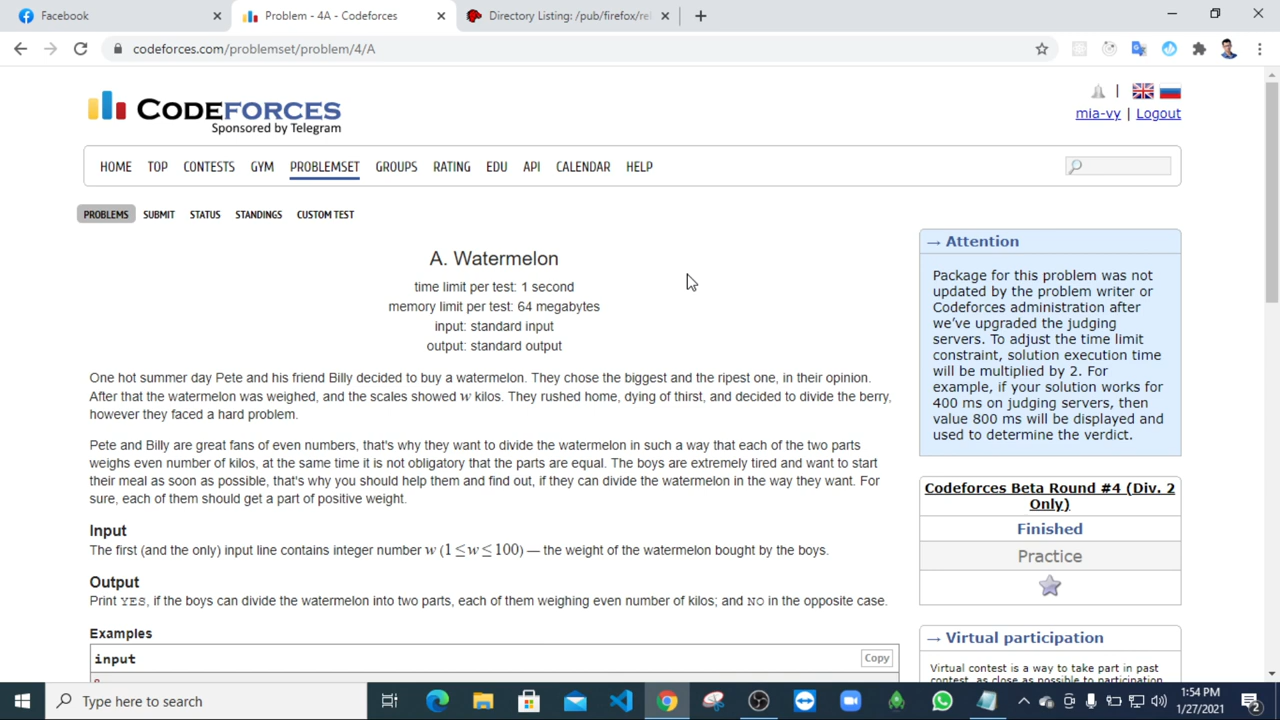 Facebook
Problem - 4A - Codeforces
Directory Listing: /pub/firefox/rel
codeforces.com/problemset/problem/4/A
CODEFORCES
Sponsored by Telegram
mia-vy | Logout
HOME TOP CONTESTS GYM PROBLEMSET GROUPS RATING EDU API CALENDAR HELP
PROBLEMS SUBMIT STATUS STANDINGS CUSTOM TEST
A. Watermelon
time limit per test: 1 second
memory limit per test: 64 megabytes
input: standard input
output: standard output
One hot summer day Pete and his friend Billy decided to buy a watermelon. They chose the biggest and the ripest one, in their opinion.
After that the watermelon was weighed, and the scales showed w kilos. They rushed home, dying of thirst, and decided to divide the berry,
however they faced a hard problem.
Pete and Billy are great fans of even numbers, that's why they want to divide the watermelon in such a way that each of the two parts
weighs even number of kilos, at the same time it is not obligatory that the parts are equal. The boys are extremely tired and want to start
their meal as soon as possible, that's why you should help them and find out, if they can divide the watermelon in the way they want. For
sure, each of them should get a part of positive weight.
Input
The first (and the only) input line contains integer number w (1 ≤ w ≤ 100) — the weight of the watermelon bought by the boys.
Output
Print YES, if the boys can divide the watermelon into two parts, each of them weighing even number of kilos; and NO in the opposite case.
Examples
input
Copy
→ Attention
Package for this problem was not
updated by the problem writer or
Codeforces administration after
we've upgraded the judging
servers. To adjust the time limit
constraint, solution execution time
will be multiplied by 2. For
example, if your solution works for
400 ms on judging servers, then
value 800 ms will be displayed and
used to determine the verdict.
Codeforces Beta Round #4 (Div. 2
Only)
Finished
Practice
→ Virtual participation
Virtual contest is a way to take part in past
contest, as close as possible to participation
Type here to search
1:54 PM
1/27/2021
2